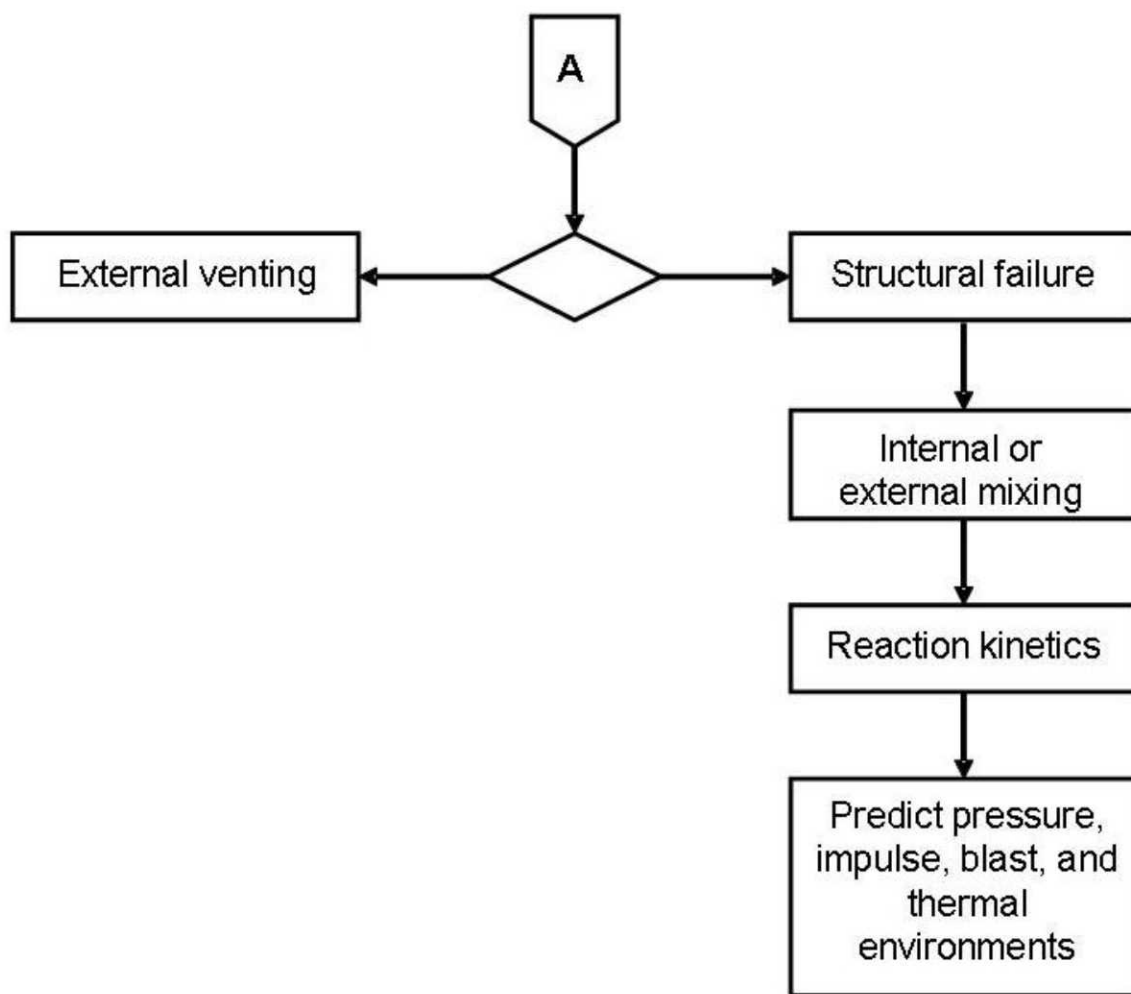 A
External venting
Structural failure
Internal or
external mixing
Reaction kinetics
Predict pressure,
impulse, blast, and
thermal
environments